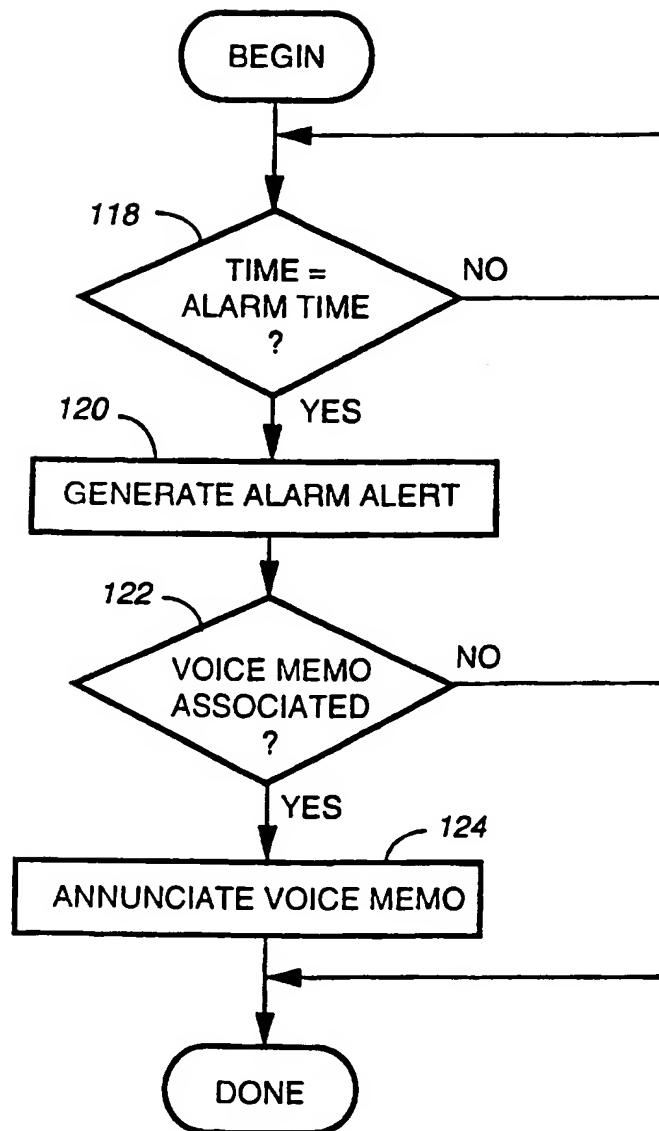 BEGIN
118
TIME =
ALARM TIME
?
NO
YES
120
GENERATE ALARM ALERT
122
VOICE MEMO
ASSOCIATED
?
NO
YES
124
ANNUNCIATE VOICE MEMO
DONE